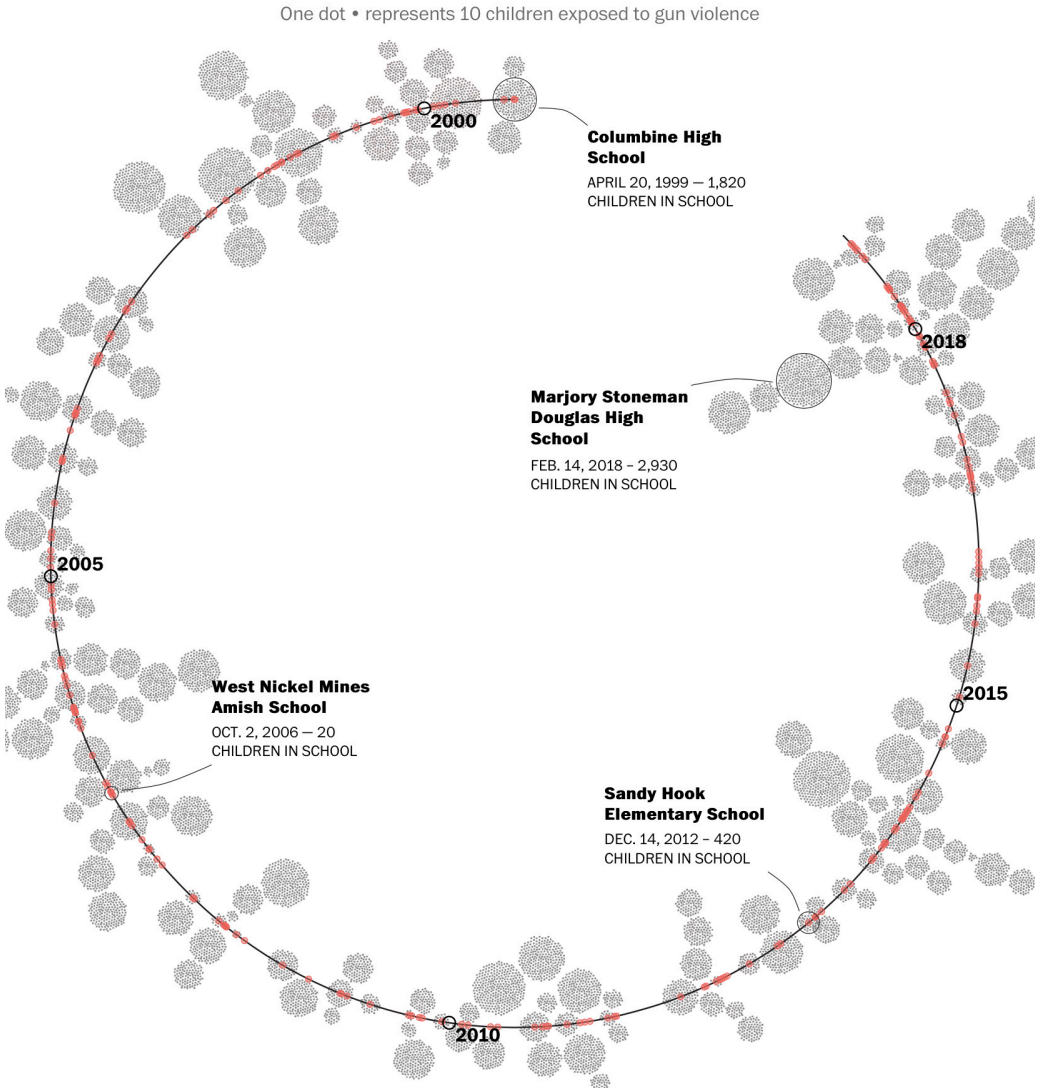 One dot • represents 10 children exposed to gun violence
2000
Columbine High
School
APRIL 20, 1999 — 1,820
CHILDREN IN SCHOOL
2018
Marjory Stoneman
Douglas High
School
FEB. 14, 2018 – 2,930
CHILDREN IN SCHOOL
2005
West Nickel Mines
Amish School
OCT. 2, 2006 — 20
CHILDREN IN SCHOOL
2015
Sandy Hook
Elementary School
DEC. 14, 2012 – 420
CHILDREN IN SCHOOL
2010